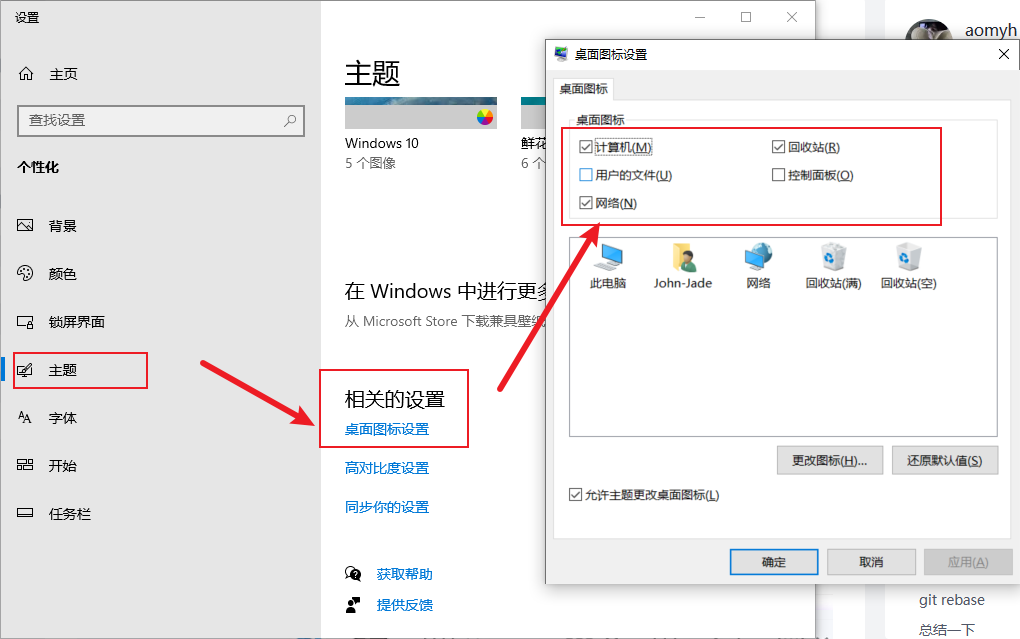 设置
主页
查找设置
个性化
背景
颜色
锁屏界面
主题
字体
开始
任务栏
主题
Windows 10
5 个图像
鲜花
6 个
在 Windows 中进行更多
从 Microsoft Store 下载兼具壁纸
相关的设置
桌面图标设置
高对比度设置
同步你的设置
获取帮助
提供反馈
桌面图标设置
桌面图标
桌面图标
计算机(M)
回收站(R)
用户的文件(U)
控制面板(O)
网络(N)
此电脑
John-Jade
网络
回收站(满)
回收站(空)
更改图标(H)...
还原默认值(S)
允许主题更改桌面图标(L)
确定
取消
应用(A)
aomyh
git rebase
总结一下